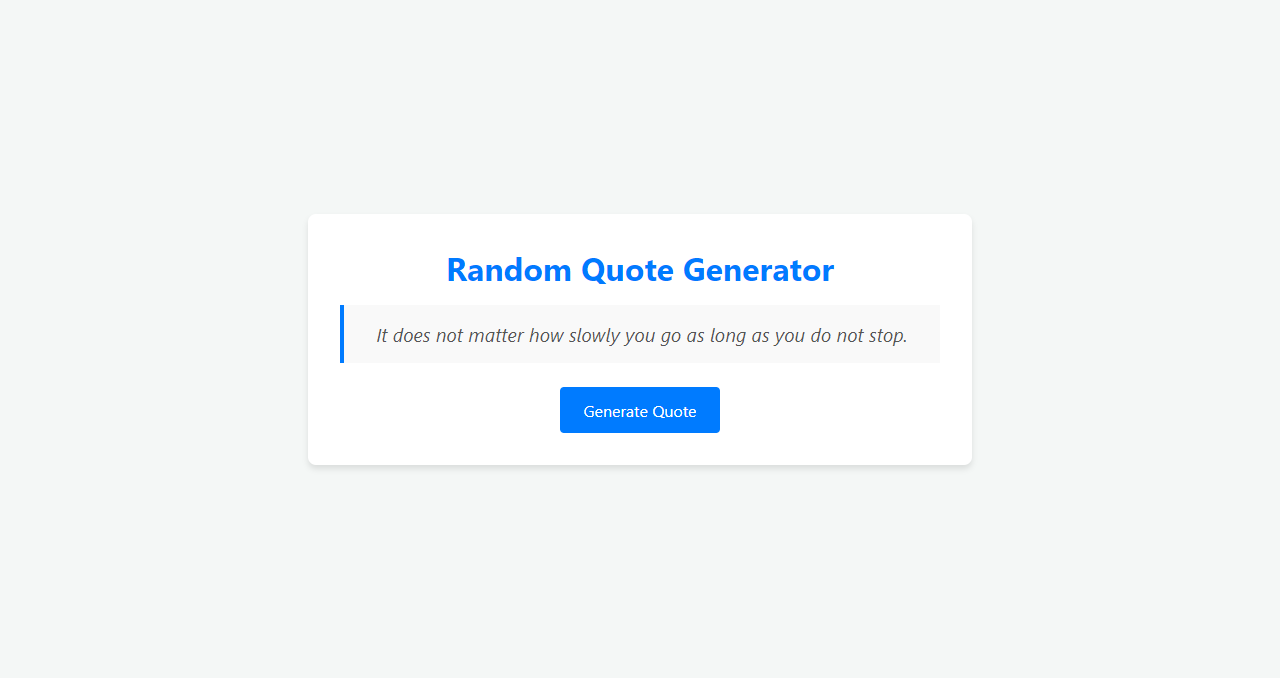 Random Quote Generator
It does not matter how slowly you go as long as you do not stop.
Generate Quote